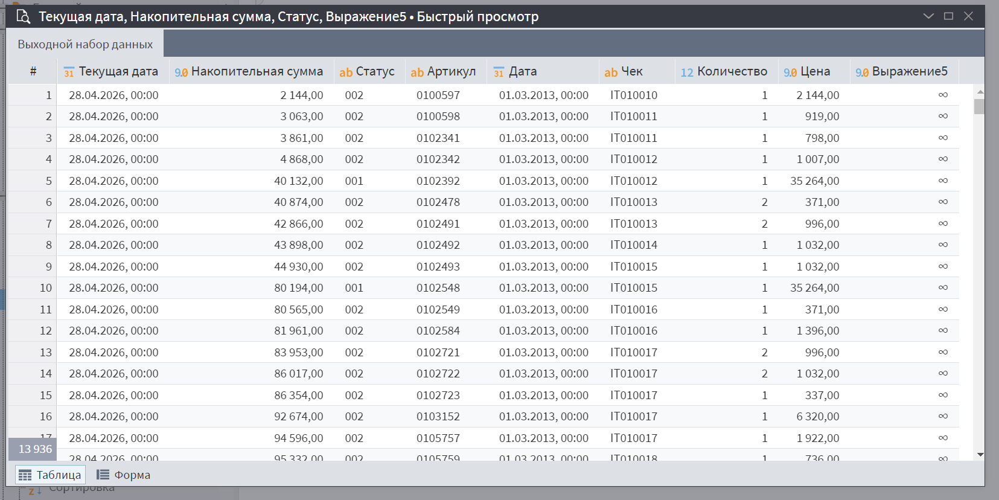 Текущая дата, Накопительная сумма, Статус, Выражение5 • Быстрый просмотр
Выходной набор данных
# 31 Текущая дата 9.0 Накопительная сумма ab Статус ab Артикул 31 Дата ab Чек 12 Количество 9.0 Цена 9.0 Выражение5
1 28.04.2026, 00:00 2 144,00 002 0100597 01.03.2013, 00:00 IT010010 1 2 144,00 ∞
2 28.04.2026, 00:00 3 063,00 002 0100598 01.03.2013, 00:00 IT010011 1 919,00 ∞
3 28.04.2026, 00:00 3 861,00 002 0102341 01.03.2013, 00:00 IT010011 1 798,00 ∞
4 28.04.2026, 00:00 4 868,00 002 0102342 01.03.2013, 00:00 IT010012 1 1 007,00 ∞
5 28.04.2026, 00:00 40 132,00 001 0102392 01.03.2013, 00:00 IT010012 1 35 264,00 ∞
6 28.04.2026, 00:00 40 874,00 002 0102478 01.03.2013, 00:00 IT010013 2 371,00 ∞
7 28.04.2026, 00:00 42 866,00 002 0102491 01.03.2013, 00:00 IT010013 2 996,00 ∞
8 28.04.2026, 00:00 43 898,00 002 0102492 01.03.2013, 00:00 IT010014 1 1 032,00 ∞
9 28.04.2026, 00:00 44 930,00 002 0102493 01.03.2013, 00:00 IT010015 1 1 032,00 ∞
10 28.04.2026, 00:00 80 194,00 001 0102548 01.03.2013, 00:00 IT010015 1 35 264,00 ∞
11 28.04.2026, 00:00 80 565,00 002 0102549 01.03.2013, 00:00 IT010016 1 371,00 ∞
12 28.04.2026, 00:00 81 961,00 002 0102584 01.03.2013, 00:00 IT010016 1 1 396,00 ∞
13 28.04.2026, 00:00 83 953,00 002 0102721 01.03.2013, 00:00 IT010017 2 996,00 ∞
14 28.04.2026, 00:00 86 017,00 002 0102722 01.03.2013, 00:00 IT010017 2 1 032,00 ∞
15 28.04.2026, 00:00 86 354,00 002 0102723 01.03.2013, 00:00 IT010017 1 337,00 ∞
16 28.04.2026, 00:00 92 674,00 002 0103152 01.03.2013, 00:00 IT010017 1 6 320,00 ∞
17 28.04.2026, 00:00 94 596,00 002 0105757 01.03.2013, 00:00 IT010017 1 1 922,00 ∞
13 936 28.04.2026, 00:00 95 332,00 002 0105759 01.03.2013, 00:00 IT010018 1 736,00 ∞
Таблица Форма
Сортировка